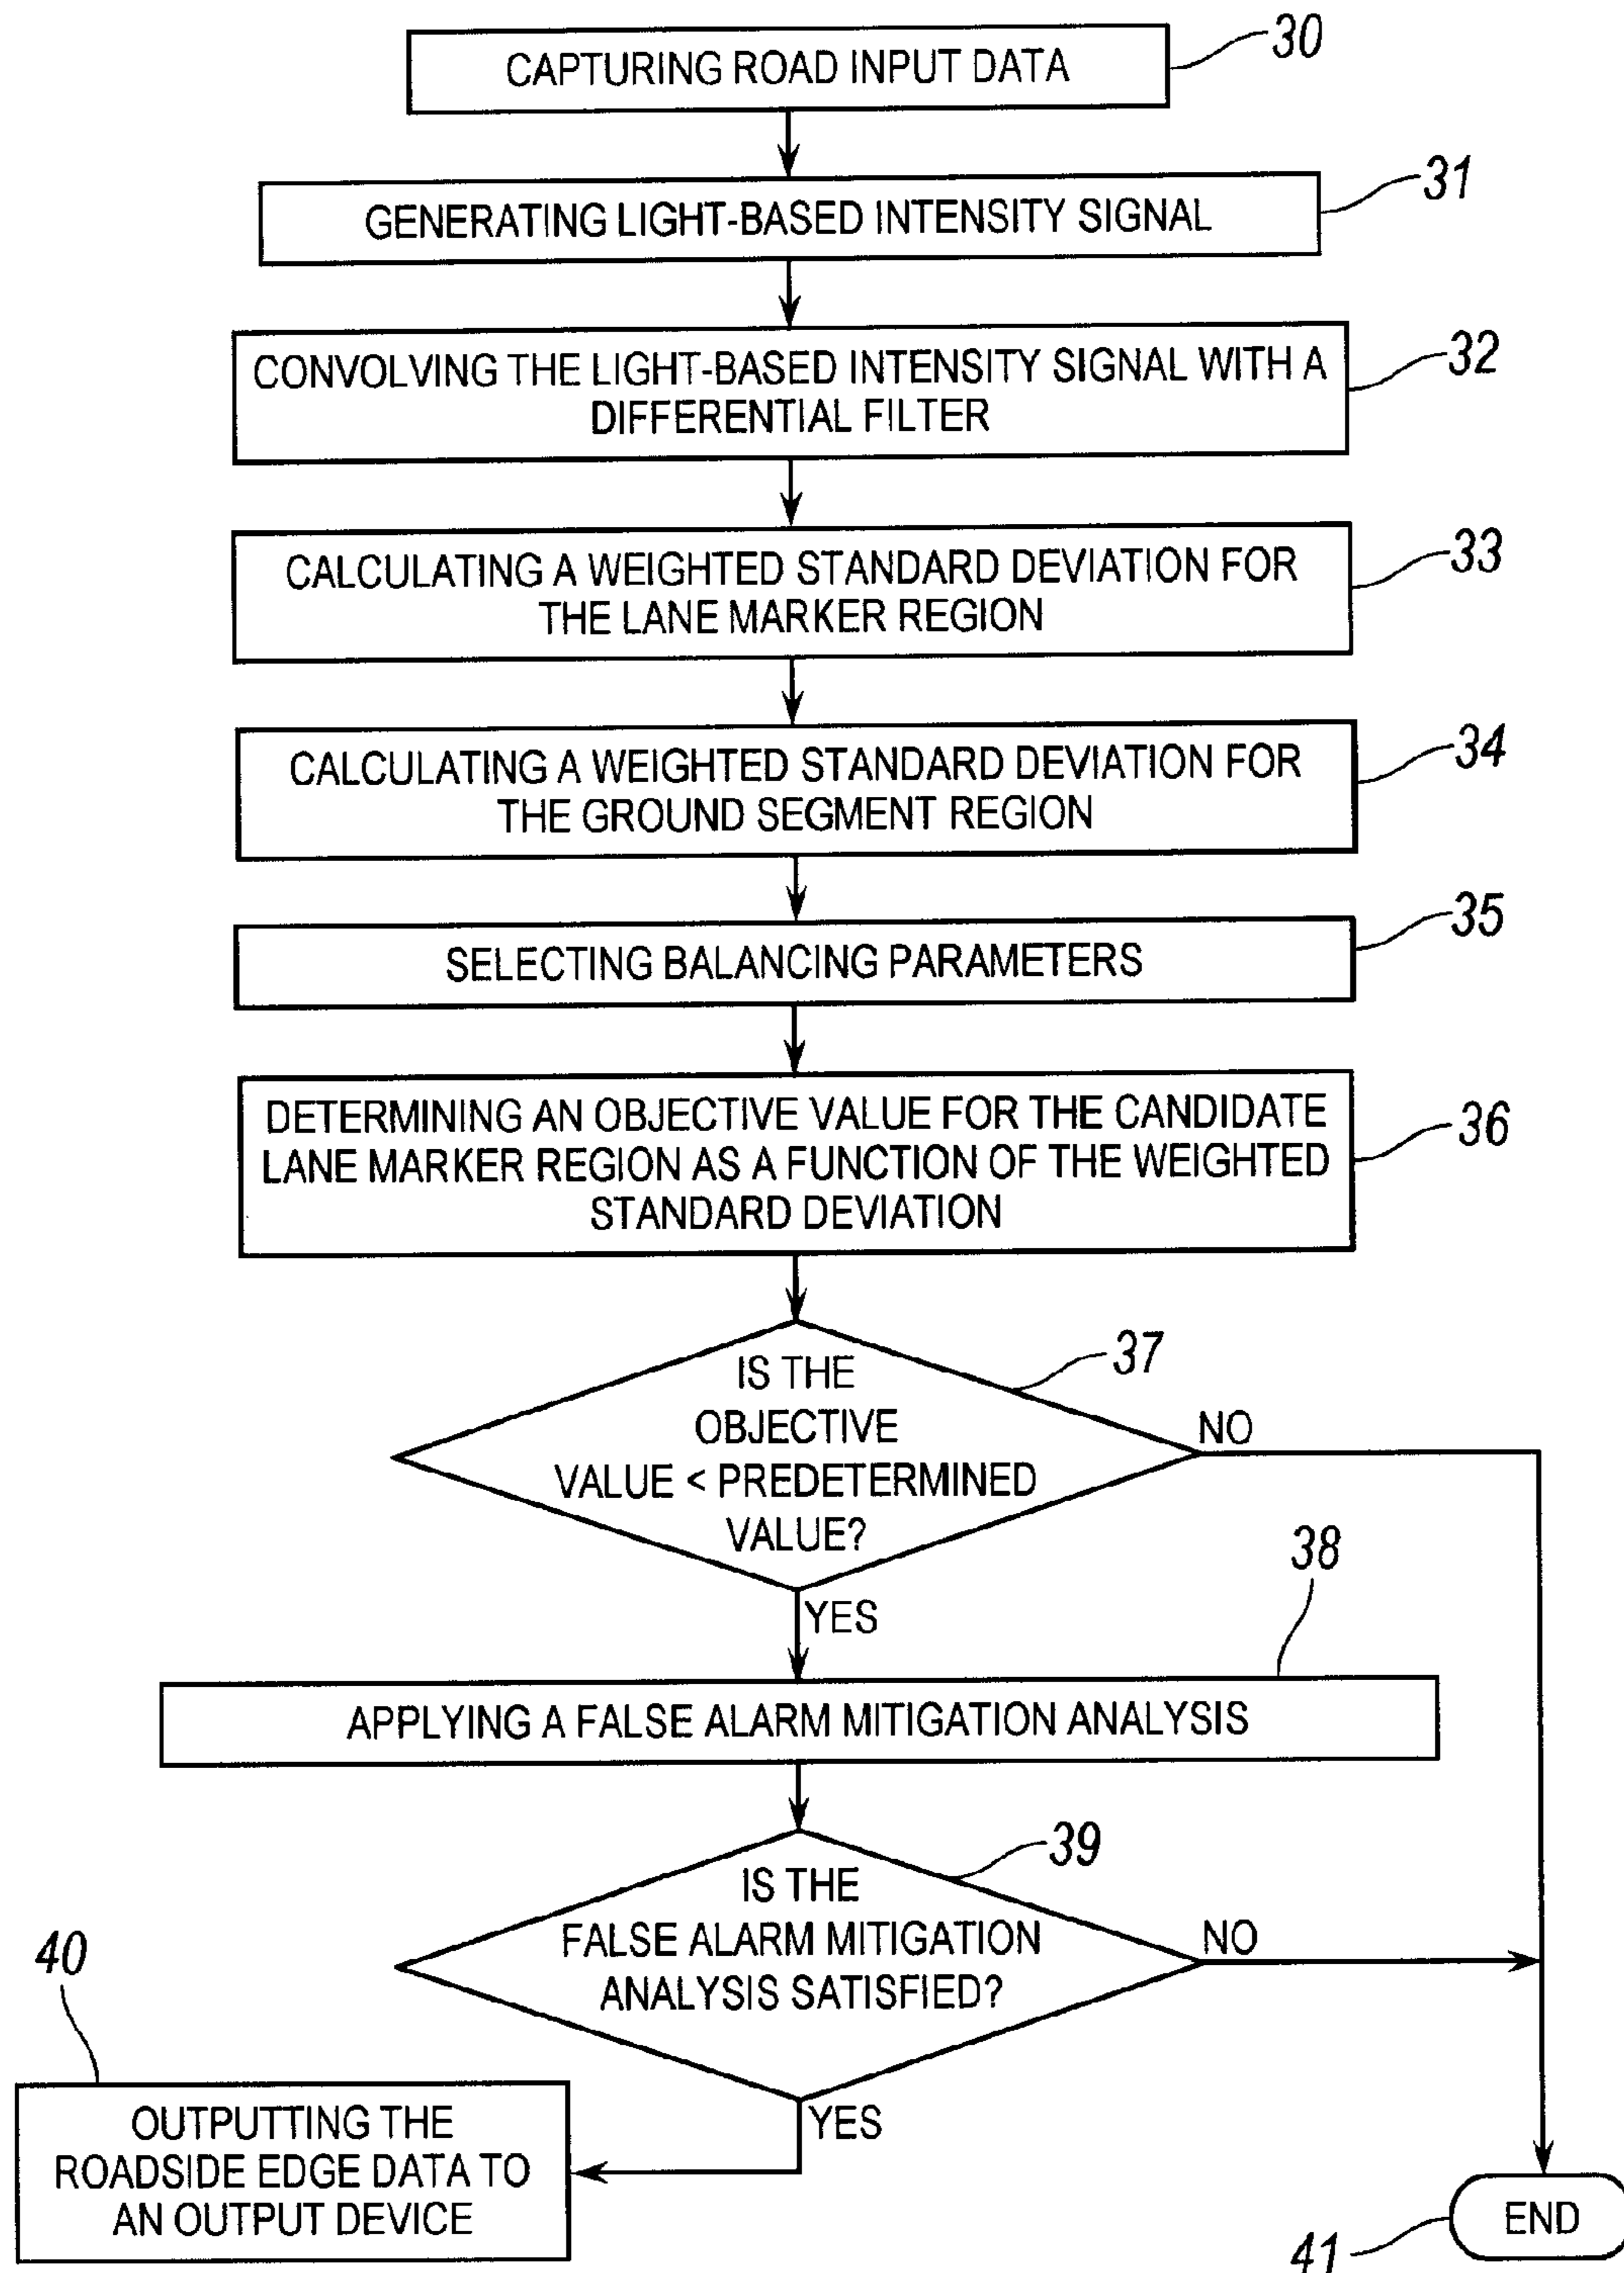 CAPTURING ROAD INPUT DATA
30
GENERATING LIGHT-BASED INTENSITY SIGNAL
31
CONVOLVING THE LIGHT-BASED INTENSITY SIGNAL WITH A
DIFFERENTIAL FILTER
32
CALCULATING A WEIGHTED STANDARD DEVIATION FOR
THE LANE MARKER REGION
33
CALCULATING A WEIGHTED STANDARD DEVIATION FOR
THE GROUND SEGMENT REGION
34
SELECTING BALANCING PARAMETERS
35
DETERMINING AN OBJECTIVE VALUE FOR THE CANDIDATE
LANE MARKER REGION AS A FUNCTION OF THE WEIGHTED
STANDARD DEVIATION
36
IS THE
OBJECTIVE
VALUE < PREDETERMINED
VALUE?
37
NO
YES
38
APPLYING A FALSE ALARM MITIGATION ANALYSIS
IS THE
FALSE ALARM MITIGATION
ANALYSIS SATISFIED?
39
NO
YES
40
OUTPUTTING THE
ROADSIDE EDGE DATA TO
AN OUTPUT DEVICE
END
41